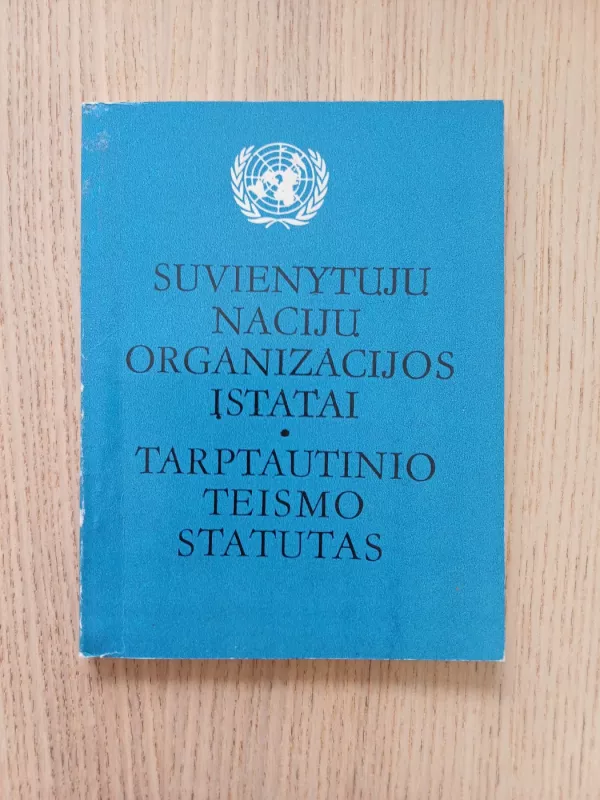 SUVIENYTŲJŲ
NACIJŲ
ORGANIZACIJOS
ĮSTATAI
•
TARPTAUTINIO
TEISMO
STATUTAS